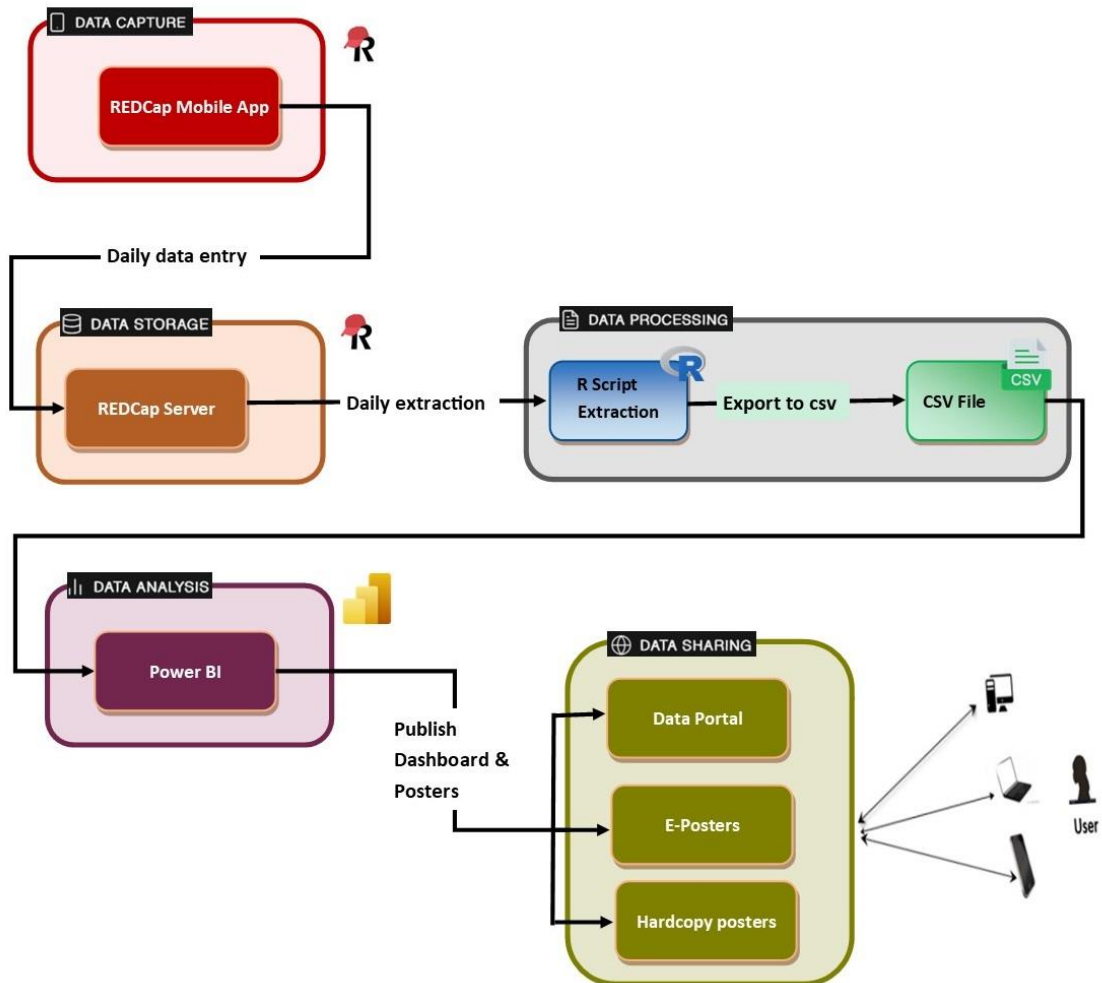 DATA CAPTURE
R
REDCap Mobile App
Daily data entry
DATA STORAGE
R
REDCap Server
Daily extraction
DATA PROCESSING
R Script
Extraction
R
Export to csv
CSV
CSV File
DATA ANALYSIS
Power BI
Publish
Dashboard &
Posters
DATA SHARING
Data Portal
E-Posters
Hardcopy posters
User